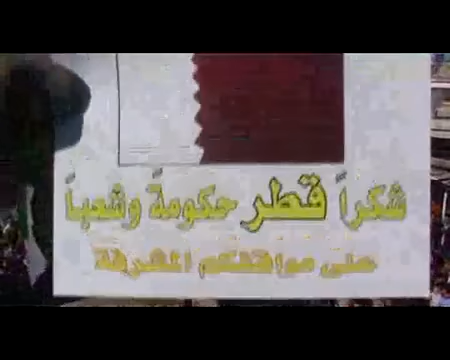 شكراً قطر حكومةً وشعباً
على مواقفكم المشرفة